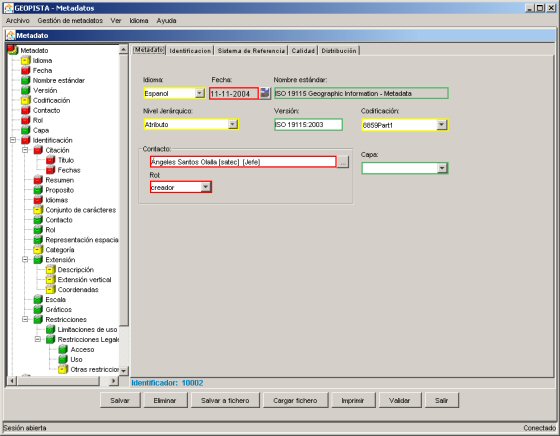 GEOPISTA - Metadatos
Archivo Gestión de metadatos Ver Idioma Ayuda
Metadato
Metadato
Idioma
Fecha
Nombre estándar
Versión
Codificación
Contacto
Rol
Capa
Identificación
Citación
Título
Fechas
Resumen
Proposito
Idiomas
Conjunto de carácteres
Contacto
Rol
Representación espacia
Categoría
Extensión
Descripción
Extensión vertical
Coordenadas
Escala
Gráficos
Restricciones
Limitaciones de uso
Restricciones Legale
Acceso
Uso
Otras restriccion
Metadato Identificacion Sistema de Referencia Calidad Distribución
Idioma: Fecha: Nombre estándar:
Espanol 11-11-2004 ISO 19115 Geographic Information - Metadata
Nivel Jerárquico: Versión: Codificación:
Atributo ISO 19115:2003 8859Part1
Contacto: Capa:
Ángeles Santos Olalla [satec] [Jefe] ...
Rol:
creador
Identificador: 10002
Salvar Eliminar Salvar a fichero Cargar fichero Imprimir Validar Salir
Sesión abierta Conectado